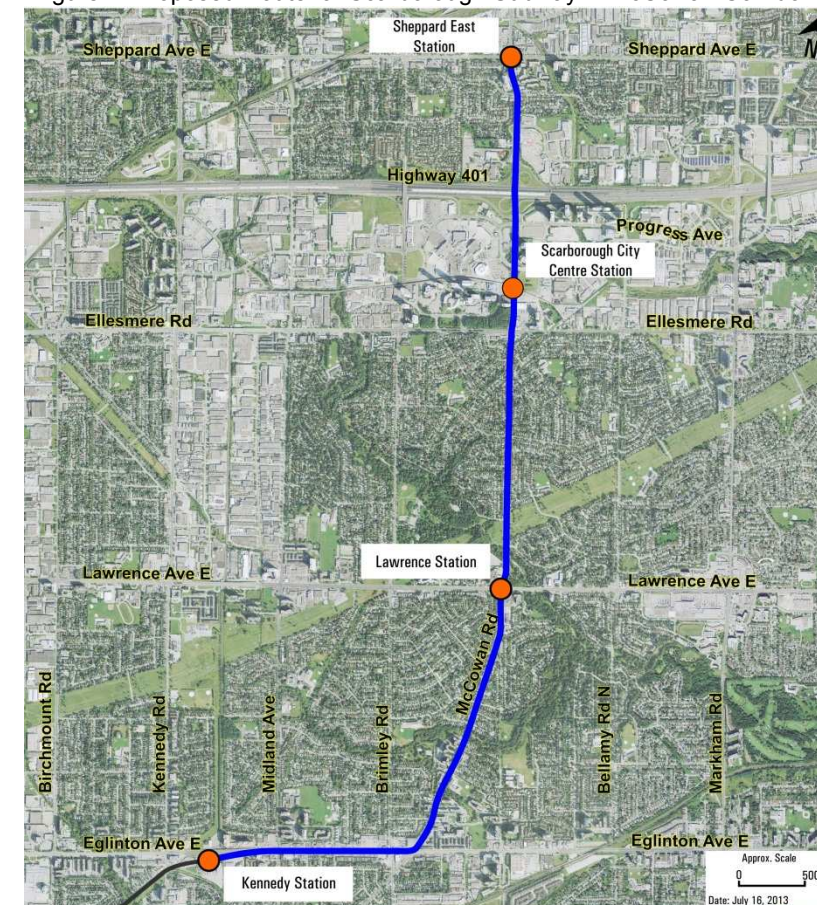 Sheppard East
Station
Sheppard Ave E
Sheppard Ave E
Highway 401
Progress Ave
Scarborough City
Centre Station
Ellesmere Rd
Ellesmere Rd
Lawrence Station
Lawrence Ave E
Lawrence Ave E
McCowan Rd
Birchmount Rd
Kennedy Rd
Midland Ave
Brimley Rd
Bellamy Rd N
Markham Rd
Eglinton Ave E
Eglinton Ave E
Kennedy Station
Approx. Scale
0 500
Date: July 16, 2013